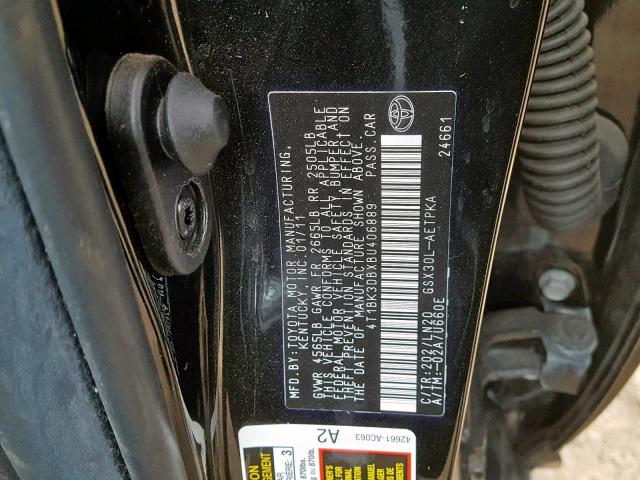 MFD.BY:TOYOTA MOTOR MANUFACTURING,
KENTUCKY, INC. 01/11
GVWR 4565LB GAWR FR 2665LB RR 2505LB
THIS VEHICLE CONFORMS TO ALL APPLICABLE
FEDERAL MOTOR VEHICLE SAFETY, BUMPER AND
THEFT PREVENTION STANDARDS IN EFFECT ON
THE DATE OF MANUFACTURE SHOWN ABOVE.
4T1BK3DBXBU406889 PASS.CAR
C/TR:202/LN20 GSX30L-AETPKA
A/TM:-02A/U660E 24661
42661-AC063
A2